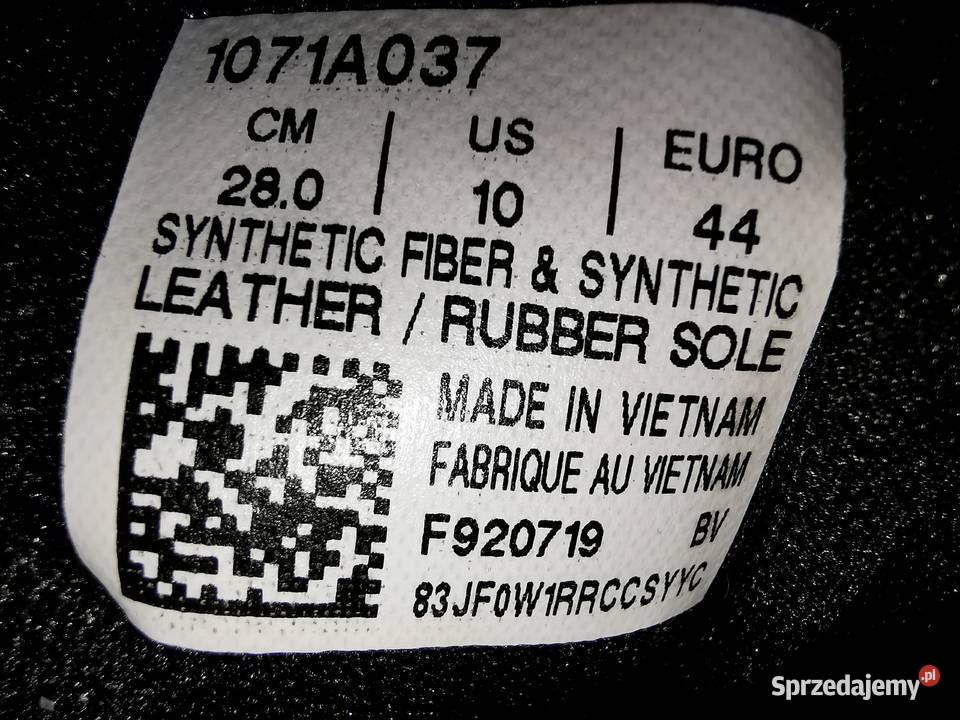 1071A037
CM | US | EURO
28.0 | 10 | 44
SYNTHETIC FIBER & SYNTHETIC
LEATHER / RUBBER SOLE
MADE IN VIETNAM
FABRIQUE AU VIETNAM
F920719 BV
83JF0W1RRCCSYYC
Sprzedajemy.pl